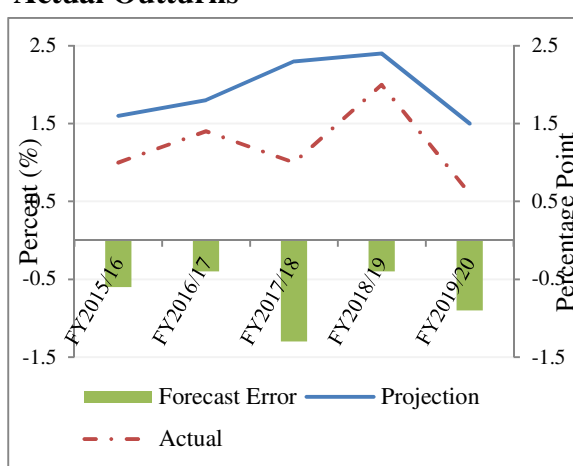 Actual Outturns
2.5
1.5
0.5
-0.5
-1.5
Percent (%)
2.5
1.5
0.5
-0.5
-1.5
Percentage Point
FY2015/16
FY2016/17
FY2017/18
FY2018/19
FY2019/20
Forecast Error
Projection
Actual